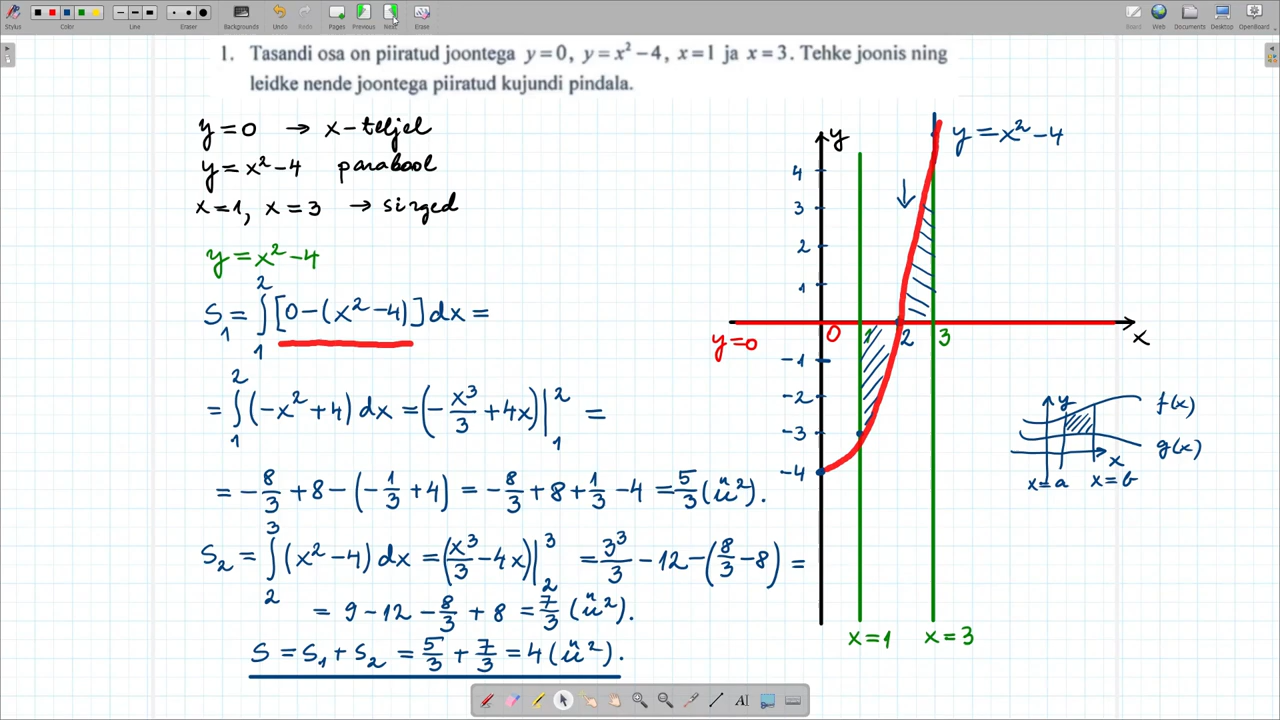 Stylus Color Line Eraser Backgrounds Undo Redo Pages Previous Next Erase Board Web Documents Desktop OpenBoard
1. Tasandi osa on piiratud joontega y = 0, y = x² − 4, x = 1 ja x = 3. Tehke joonis ning
leidke nende joontega piiratud kujundi pindala.
y = 0 → x-teljel
y = x² − 4 parabool
x = 1, x = 3 → sirged
y = x² − 4
S₁ = ∫₁² [0 − (x² − 4)] dx =
= ∫₁² (−x² + 4) dx = (−x³/3 + 4x)|₁² =
= −8/3 + 8 − (−1/3 + 4) = −8/3 + 8 + 1/3 − 4 = 5/3 (ü²).
S₂ = ∫₂³ (x² − 4) dx = (x³/3 − 4x)|₂³ = 3³/3 − 12 − (8/3 − 8) =
= 9 − 12 − 8/3 + 8 = 7/3 (ü²).
S = S₁ + S₂ = 5/3 + 7/3 = 4 (ü²).
y
y = x² − 4
4
3
2
1
y=0 0 1 2 3 x
−1
−2
−3
−4
x=1 x=3
y f(x)
g(x)
x
x=a x=b
AI